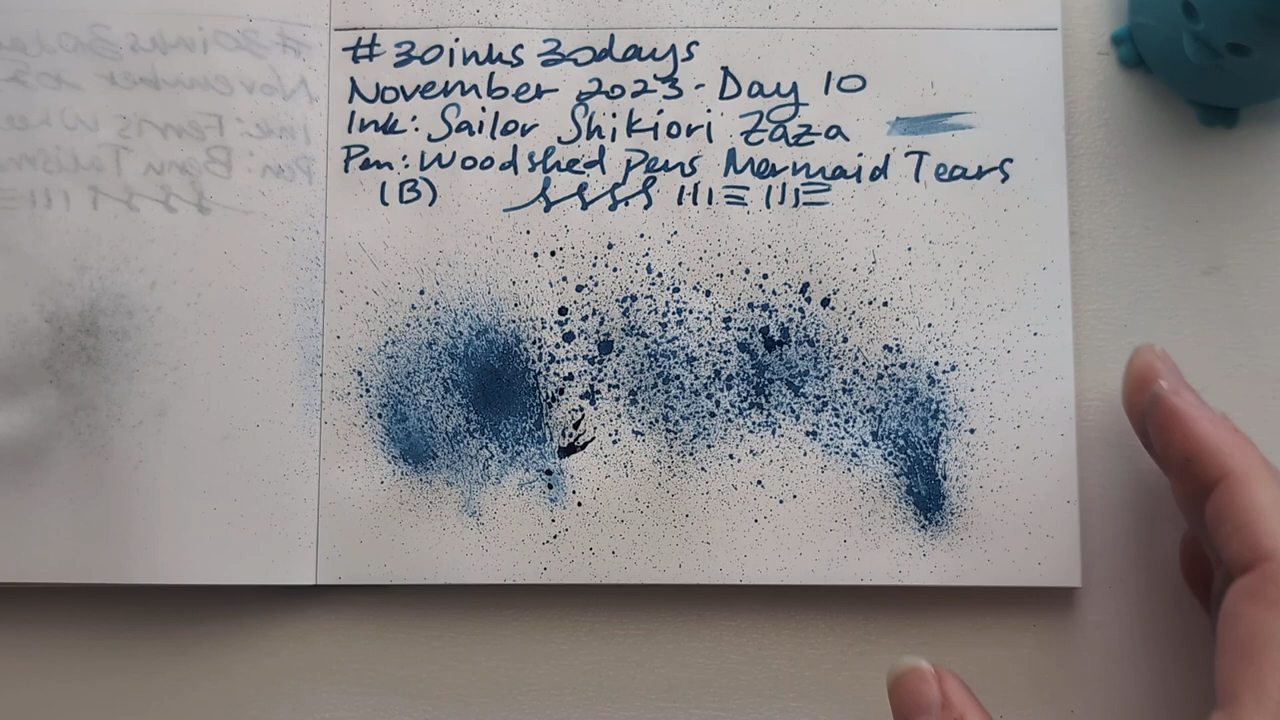 #30inks30days
November 2023 - Day 10
Ink: Sailor Shikiori Zaza
Pen: Woodshed Pens Mermaid Tears
(B)